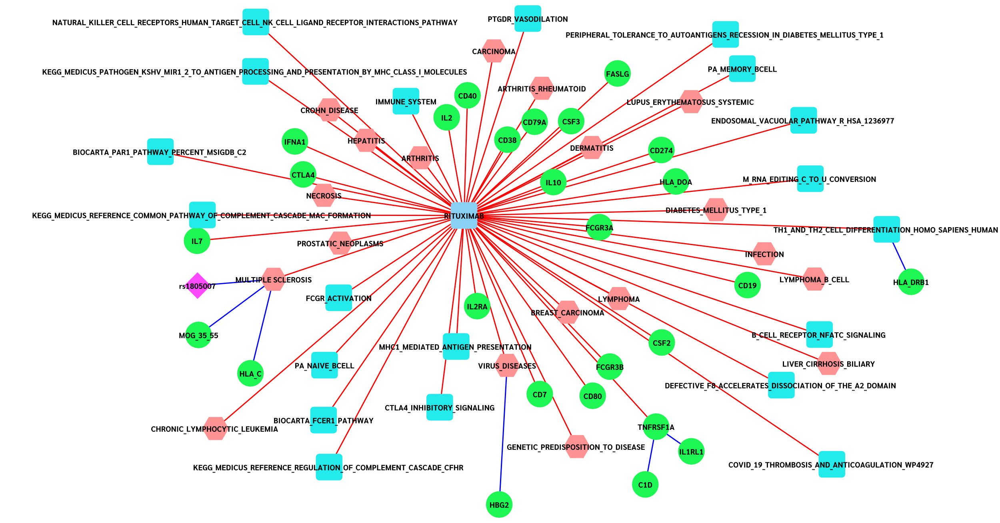 PTGDR_VASODILATION
NATURAL_KILLER_CELL_RECEPTORS_HUMAN_TARGET_CELL_NK_CELL_LIGAND_RECEPTOR_INTERACTIONS_PATHWAY
PERIPHERAL_TOLERANCE_TO_AUTOANTIGENS_RECESSION_IN_DIABETES_MELLITUS_TYPE_1
CARCINOMA
PA_MEMORY_BCELL
KEGG_MEDICUS_PATHOGEN_KSHV_MIR1_2_TO_ANTIGEN_PROCESSING_AND_PRESENTATION_BY_MHC_CLASS_I_MOLECULES
FASLG
ARTHRITIS_RHEUMATOID
CD40
IMMUNE_SYSTEM
LUPUS_ERYTHEMATOSUS_SYSTEMIC
CROHN_DISEASE
IL2
ENDOSOMAL_VACUOLAR_PATHWAY_R_HSA_1236977
CD79A
CSF3
CD38
HEPATITIS
IFNA1
DERMATITIS
CD274
BIOCARTA_PAR1_PATHWAY_PERCENT_MSIGDB_C2
ARTHRITIS
CTLA4
M_RNA_EDITING_C_TO_U_CONVERSION
HLA_DOA
IL10
NECROSIS
DIABETES_MELLITUS_TYPE_1
KEGG_MEDICUS_REFERENCE_COMMON_PATHWAY_OF_COMPLEMENT_CASCADE_MAC_FORMATION
RITUXIMAB
FCGR3A
TH1_AND_TH2_CELL_DIFFERENTIATION_HOMO_SAPIENS_HUMAN
IL7
PROSTATIC_NEOPLASMS
INFECTION
MULTIPLE SCLEROSIS
LYMPHOMA_B_CELL
HLA_DRB1
CD19
rs1805007
FCGR_ACTIVATION
LYMPHOMA
IL2RA
BREAST_CARCINOMA
MOG_35_55
B_CELL_RECEPTOR_NFATC_SIGNALING
CSF2
MHC1_MEDIATED_ANTIGEN_PRESENTATION
LIVER_CIRRHOSIS_BILIARY
PA_NAIVE_BCELL
VIRUS_DISEASES
FCGR3B
HLA_C
DEFECTIVE_F8_ACCELERATES_DISSOCIATION_OF_THE_A2_DOMAIN
CD7
CD80
CTLA4_INHIBITORY_SIGNALING
BIOCARTA_FCER1_PATHWAY
TNFRSF1A
CHRONIC_LYMPHOCYTIC_LEUKEMIA
GENETIC_PREDISPOSITION_TO_DISEASE
IL1RL1
COVID_19_THROMBOSIS_AND_ANTICOAGULATION_WP4927
KEGG_MEDICUS_REFERENCE_REGULATION_OF_COMPLEMENT_CASCADE_CFHR
C1D
HBG2